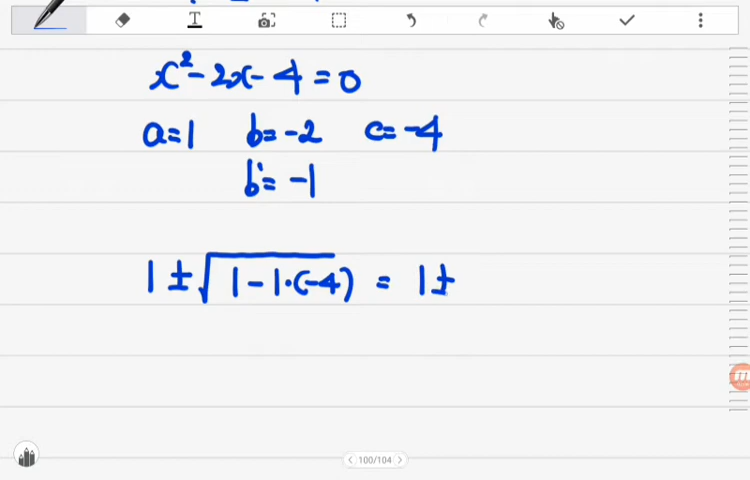 T
x² - 2x - 4 = 0
a=1 b=-2 c=-4
b'=-1
1 ± √1 - 1·(-4) = 1±
100/104